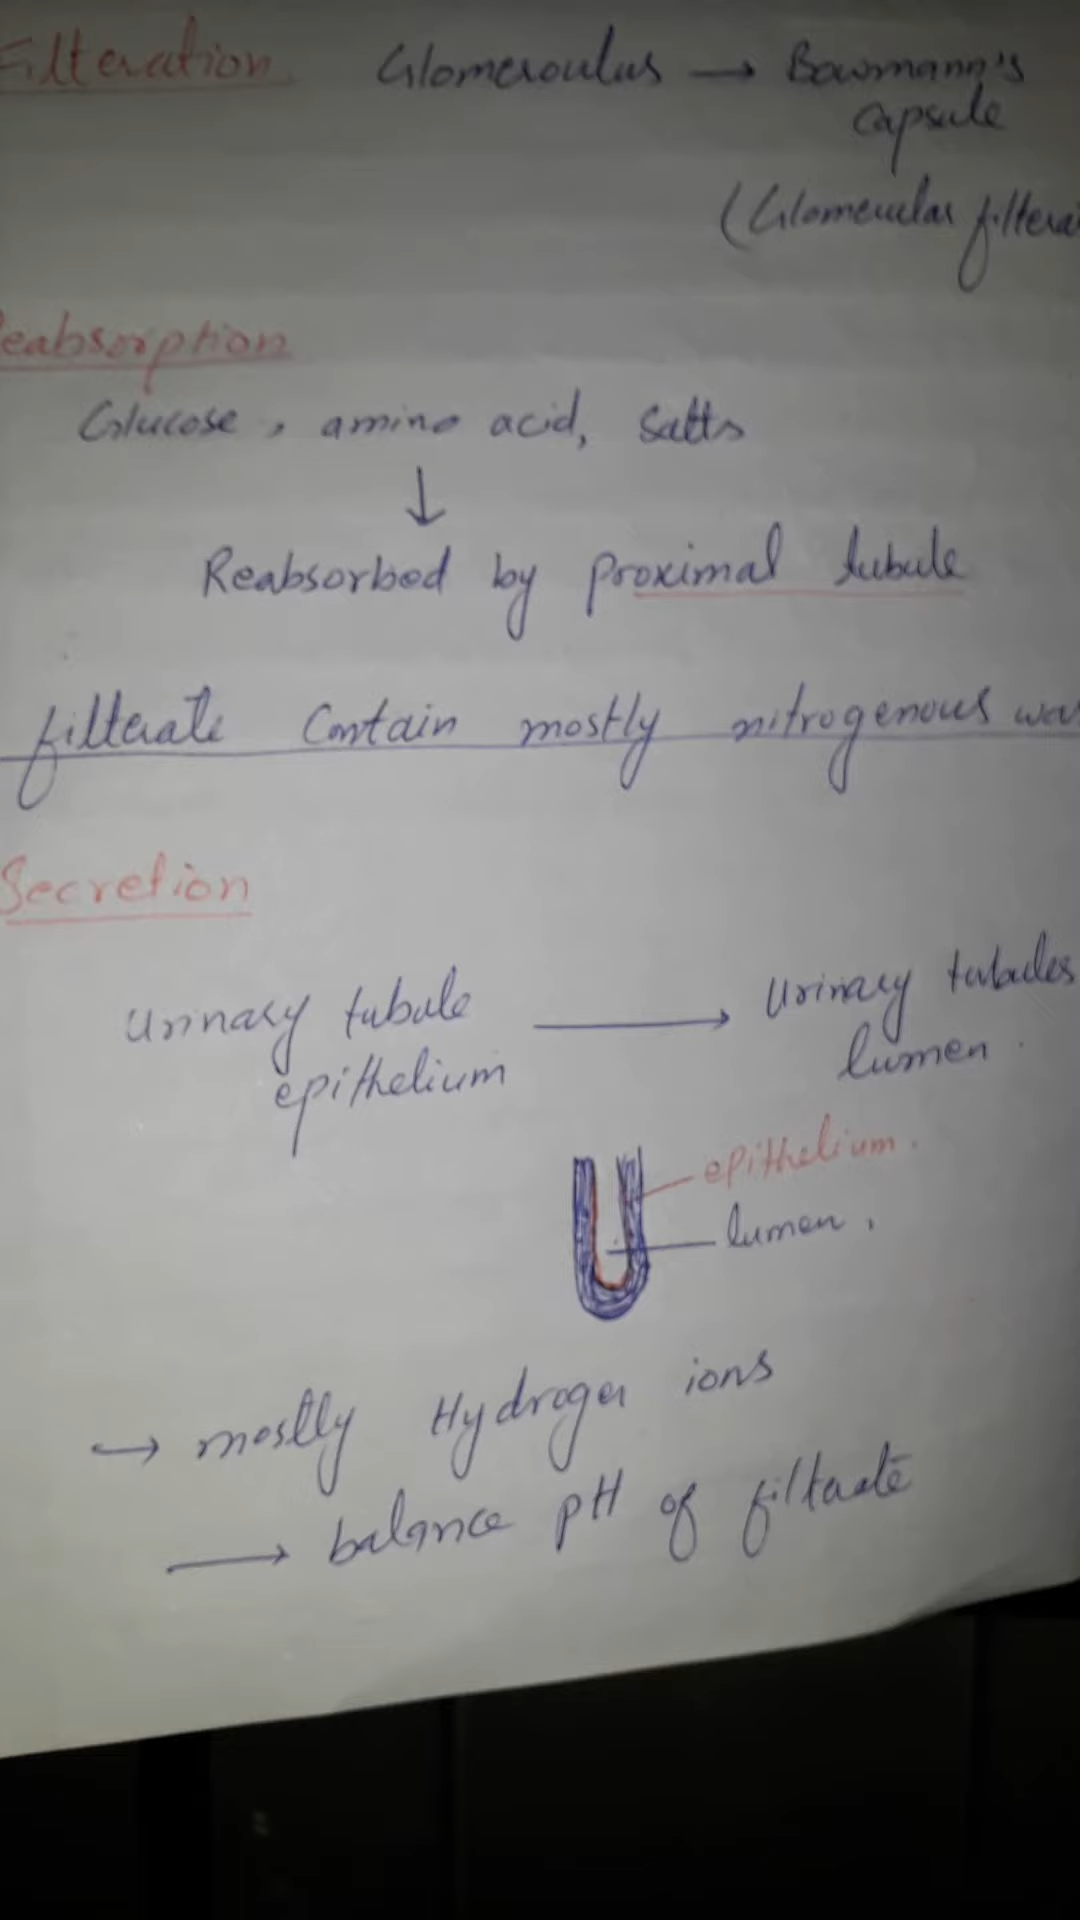 Filteration Glomeroulus → Bowmann's
capsule
(Glomerular filtera
Reabsorption
Glucose, amino acid, Salts
↓
Reabsorbed by proximal tubule
filterate Contain mostly nitrogenous was
Secretion
Urinary tubule → Urinary tubules
epithelium lumen.
epithelium.
lumen.
→ mostly Hydrogen ions
→ balance pH of filtrate